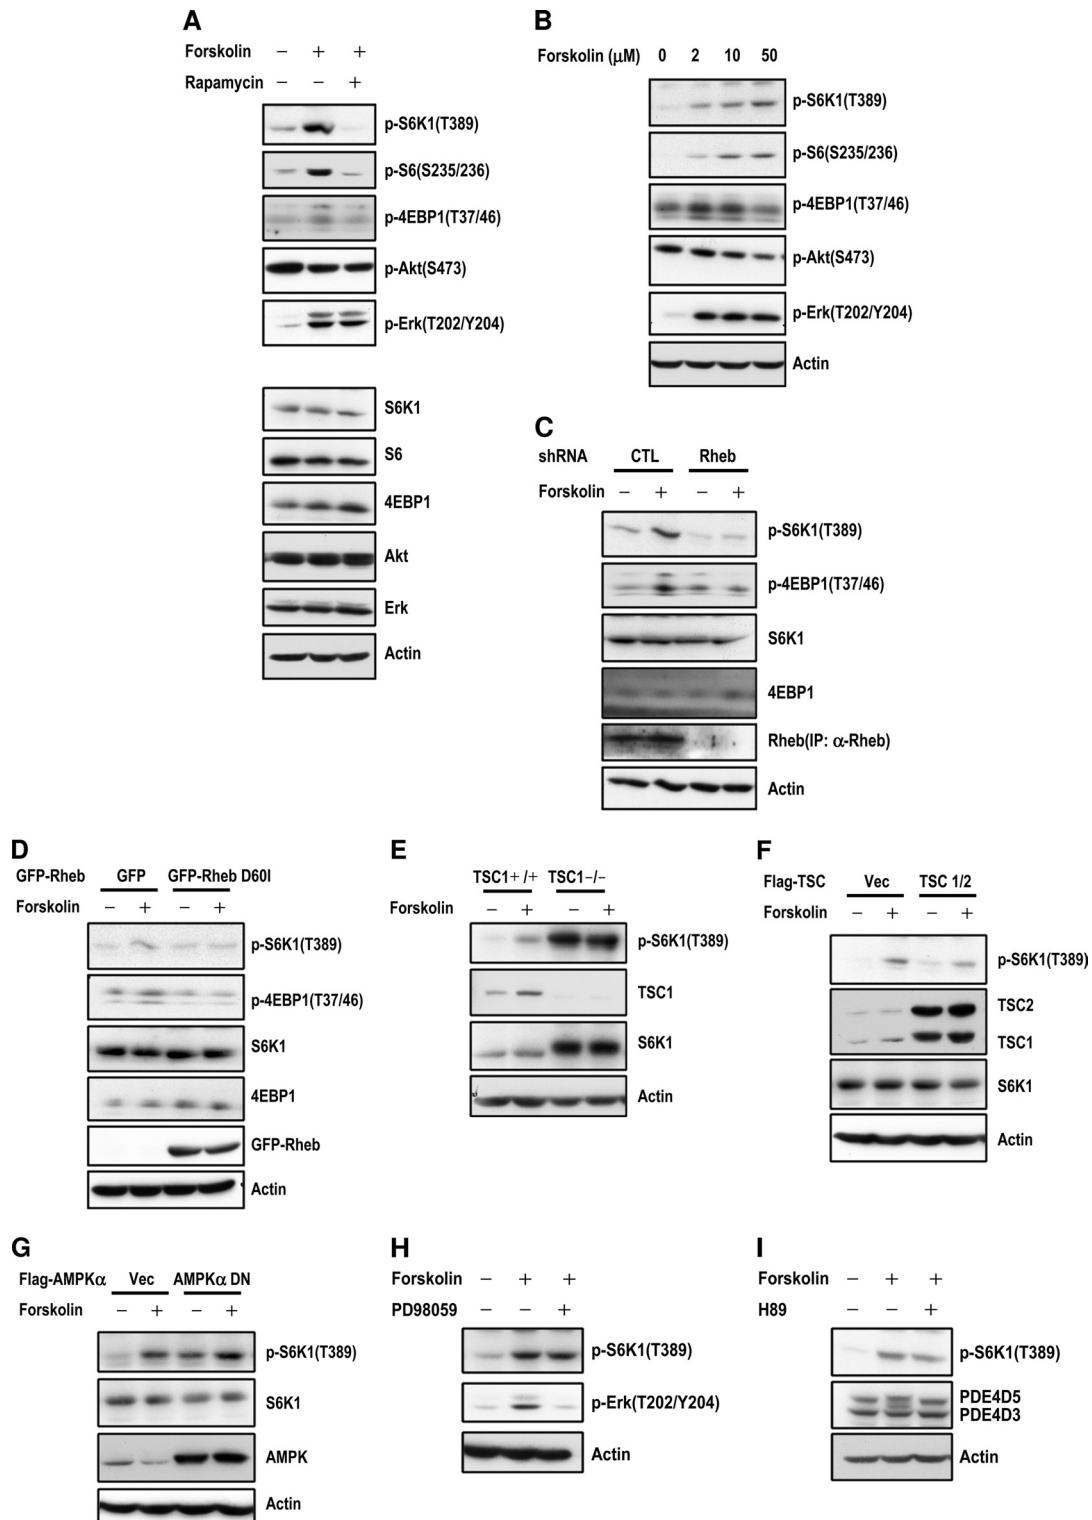 A
Forskolin − + +
Rapamycin − − +
p-S6K1(T389)
p-S6(S235/236)
p-4EBP1(T37/46)
p-Akt(S473)
p-Erk(T202/Y204)
S6K1
S6
4EBP1
Akt
Erk
Actin
B
Forskolin (μM) 0 2 10 50
p-S6K1(T389)
p-S6(S235/236)
p-4EBP1(T37/46)
p-Akt(S473)
p-Erk(T202/Y204)
Actin
C
shRNA CTL Rheb
Forskolin − + − +
p-S6K1(T389)
p-4EBP1(T37/46)
S6K1
4EBP1
Rheb(IP: α-Rheb)
Actin
D
GFP-Rheb GFP GFP-Rheb D60I
Forskolin − + − +
p-S6K1(T389)
p-4EBP1(T37/46)
S6K1
4EBP1
GFP-Rheb
Actin
E
TSC1+/+ TSC1−/−
Forskolin − + − +
p-S6K1(T389)
TSC1
S6K1
Actin
F
Flag-TSC Vec TSC 1/2
Forskolin − + − +
p-S6K1(T389)
TSC2
TSC1
S6K1
Actin
G
Flag-AMPKα Vec AMPKα DN
Forskolin − + − +
p-S6K1(T389)
S6K1
AMPK
Actin
H
Forskolin − + +
PD98059 − − +
p-S6K1(T389)
p-Erk(T202/Y204)
Actin
I
Forskolin − + +
H89 − − +
p-S6K1(T389)
PDE4D5
PDE4D3
Actin